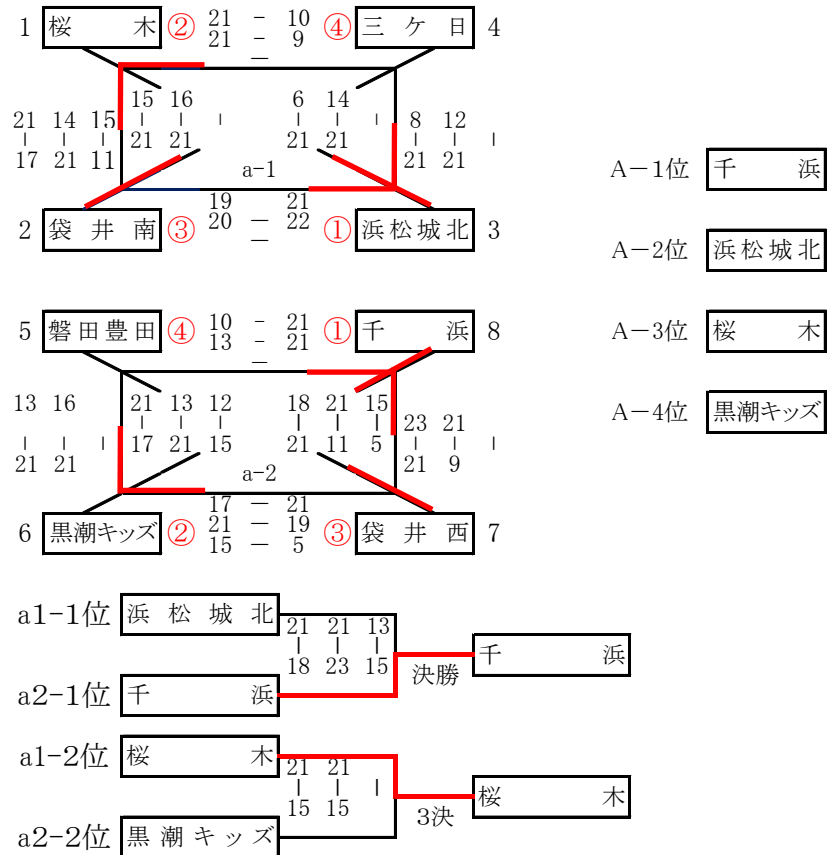 1 桜木 ② 21 - 10 ④ 三ケ日 4
21 - 9
—
15 16 6 14
21 14 15 | | | | | | 8 12
| | | 21 21 21 21 | | |
17 21 11 a-1 21 21
19 21
2 袋井南 ③ 20 — 22 ① 浜松城北 3
—
A－1位 千浜
A－2位 浜松城北
A－3位 桜木
A－4位 黒潮キッズ
5 磐田豊田 ④ 10 - 21 ① 千浜 8
13 - 21
—
13 16 21 13 12 18 21 15
| | | | | | 23 21
| | | 17 21 15 21 11 5 | | |
21 21 a-2 21 9
17 — 21
6 黒潮キッズ ② 21 — 19 ③ 袋井西 7
15 — 5
a1-1位 浜松城北
21 21 13
| | |
18 23 15 決勝 千浜
a2-1位 千浜
a1-2位 桜木
21 21
| | |
15 15 3決 桜木
a2-2位 黒潮キッズ